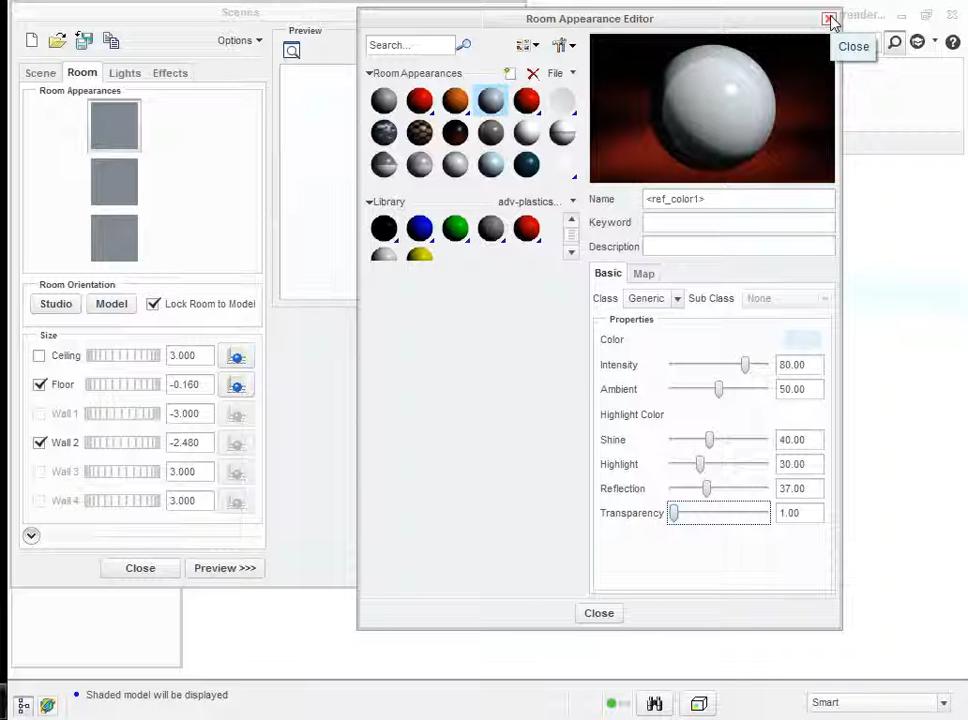 Scenes
Options
Preview
Scene Room Lights Effects
Room Appearances
Room Orientation
Studio Model Lock Room to Model
Size
Ceiling 3.000
Floor -0.160
Wall 1 -3.000
Wall 2 -2.480
Wall 3 3.000
Wall 4 3.000
Close Preview >>>
Room Appearance Editor
Search...
Room Appearances File
Library adv-plastics...
Name <ref_color1>
Keyword
Description
Basic Map
Class Generic Sub Class None
Properties
Color
Intensity 80.00
Ambient 50.00
Highlight Color
Shine 40.00
Highlight 30.00
Reflection 37.00
Transparency 1.00
Close
Close
render...
Shaded model will be displayed
Smart